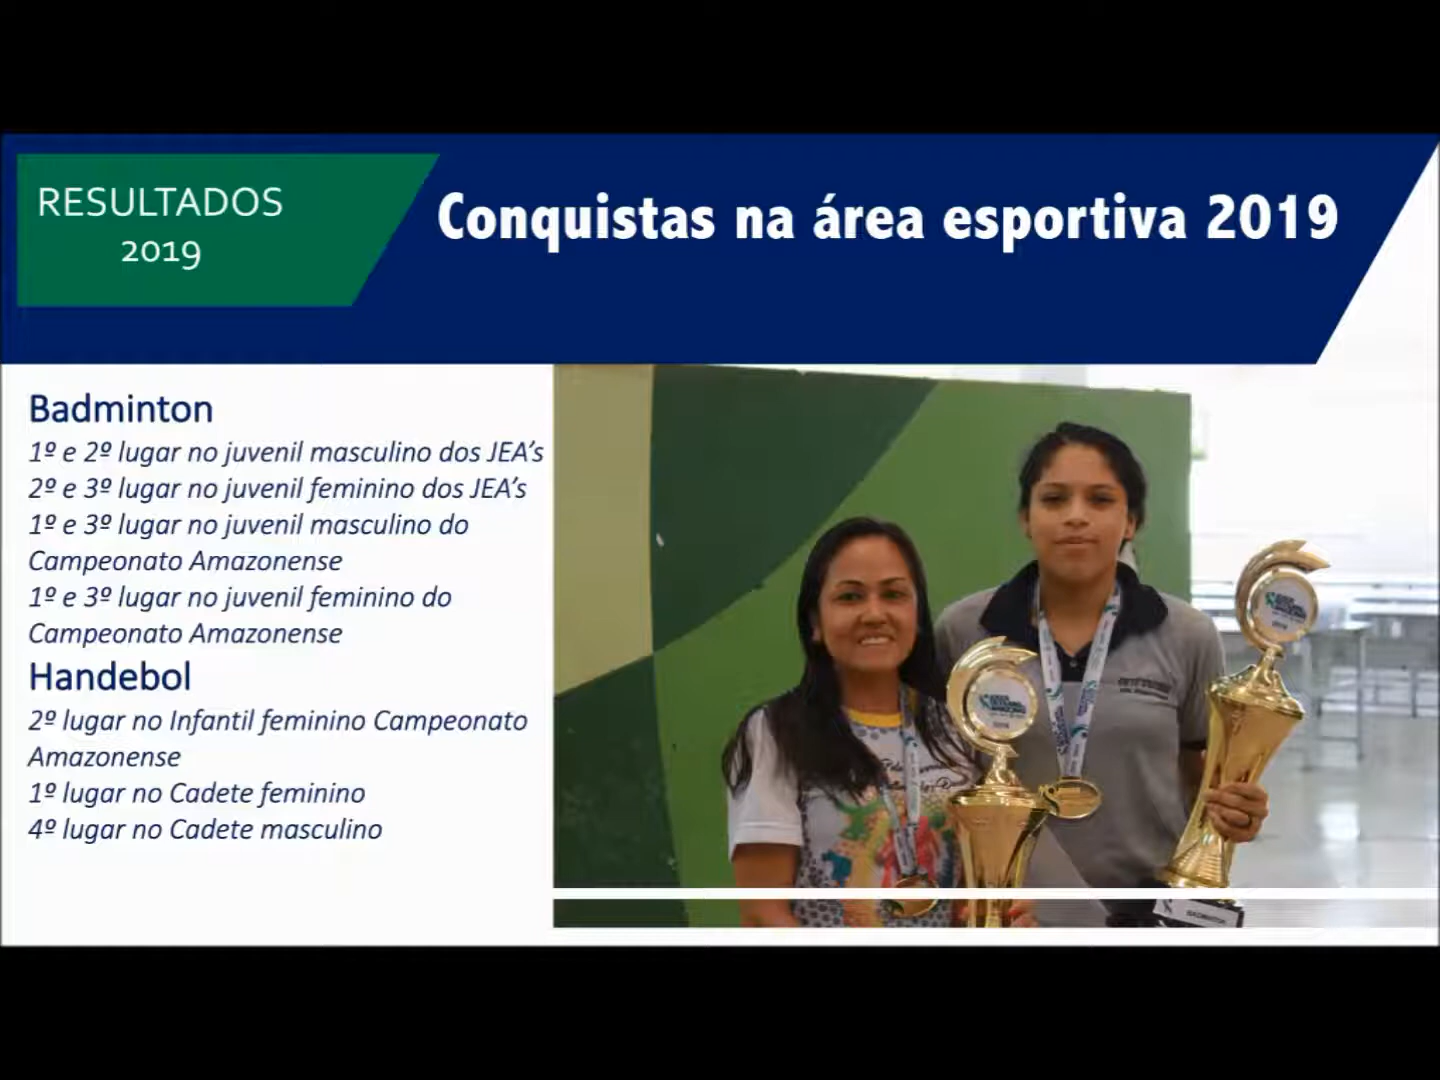 RESULTADOS
2019
Conquistas na área esportiva 2019
Badminton
1º e 2º lugar no juvenil masculino dos JEA’s
2º e 3º lugar no juvenil feminino dos JEA’s
1º e 3º lugar no juvenil masculino do
Campeonato Amazonense
1º e 3º lugar no juvenil feminino do
Campeonato Amazonense
Handebol
2º lugar no Infantil feminino Campeonato
Amazonense
1º lugar no Cadete feminino
4º lugar no Cadete masculino
BADMINTON